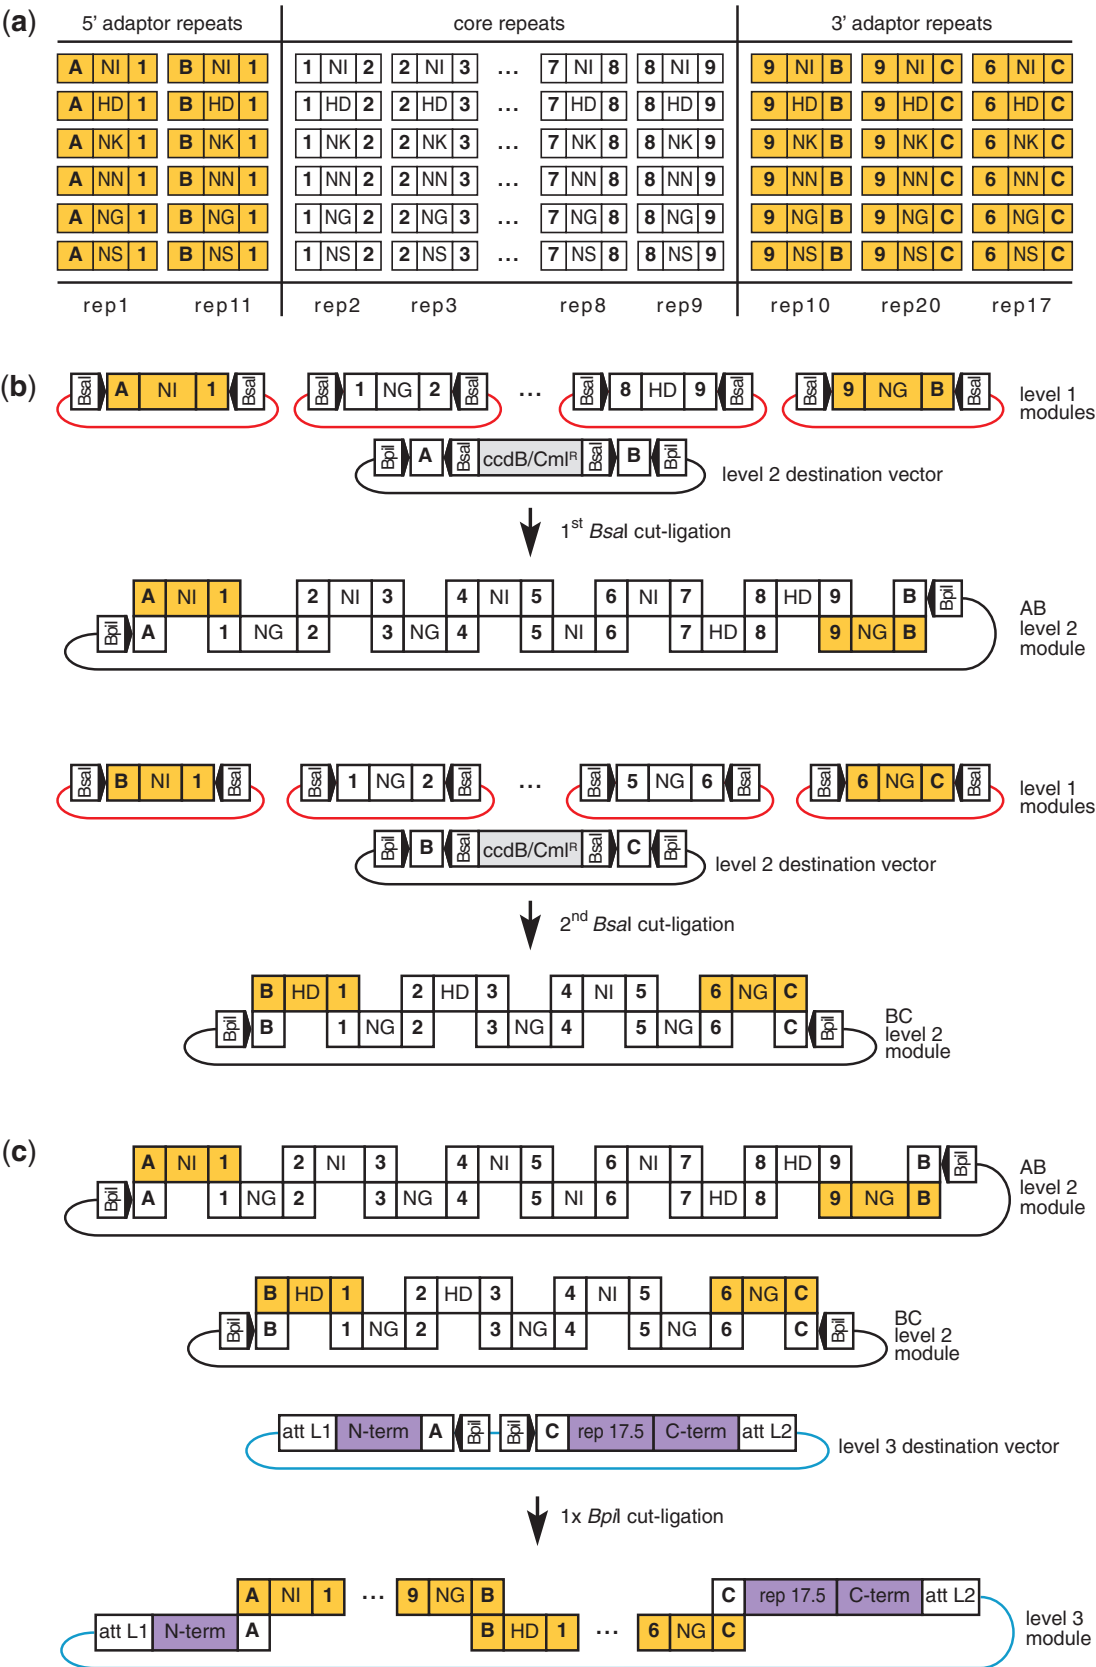 (a) 5' adaptor repeats core repeats 3' adaptor repeats
A NI 1 B NI 1 1 NI 2 2 NI 3 ... 7 NI 8 8 NI 9 9 NI B 9 NI C 6 NI C
A HD 1 B HD 1 1 HD 2 2 HD 3 ... 7 HD 8 8 HD 9 9 HD B 9 HD C 6 HD C
A NK 1 B NK 1 1 NK 2 2 NK 3 ... 7 NK 8 8 NK 9 9 NK B 9 NK C 6 NK C
A NN 1 B NN 1 1 NN 2 2 NN 3 ... 7 NN 8 8 NN 9 9 NN B 9 NN C 6 NN C
A NG 1 B NG 1 1 NG 2 2 NG 3 ... 7 NG 8 8 NG 9 9 NG B 9 NG C 6 NG C
A NS 1 B NS 1 1 NS 2 2 NS 3 ... 7 NS 8 8 NS 9 9 NS B 9 NS C 6 NS C
rep1 rep11 rep2 rep3 rep8 rep9 rep10 rep20 rep17
(b) BsaI A NI 1 BsaI BsaI 1 NG 2 BsaI ... BsaI 8 HD 9 BsaI BsaI 9 NG B BsaI
level 1
modules
BpiI A BsaI ccdB/Cmlᴿ BsaI B BpiI
level 2 destination vector
1st BsaI cut-ligation
A NI 1 2 NI 3 4 NI 5 6 NI 7 8 HD 9 B BpiI
BpiI A 1 NG 2 3 NG 4 5 NI 6 7 HD 8 9 NG B
AB
level 2
module
BsaI B NI 1 BsaI BsaI 1 NG 2 BsaI ... BsaI 5 NG 6 BsaI BsaI 6 NG C BsaI
level 1
modules
BpiI B BsaI ccdB/Cmlᴿ BsaI C BpiI
level 2 destination vector
2nd BsaI cut-ligation
B HD 1 2 HD 3 4 NI 5 6 NG C
BpiI B 1 NG 2 3 NG 4 5 NG 6 C BpiI
BC
level 2
module
(c) A NI 1 2 NI 3 4 NI 5 6 NI 7 8 HD 9 B BpiI
BpiI A 1 NG 2 3 NG 4 5 NI 6 7 HD 8 9 NG B
AB
level 2
module
B HD 1 2 HD 3 4 NI 5 6 NG C
BpiI B 1 NG 2 3 NG 4 5 NG 6 C BpiI
BC
level 2
module
att L1 N-term A BpiI BpiI C rep 17.5 C-term att L2
level 3 destination vector
1x BpiI cut-ligation
A NI 1 ... 9 NG B C rep 17.5 C-term att L2
att L1 N-term A B HD 1 ... 6 NG C
level 3
module